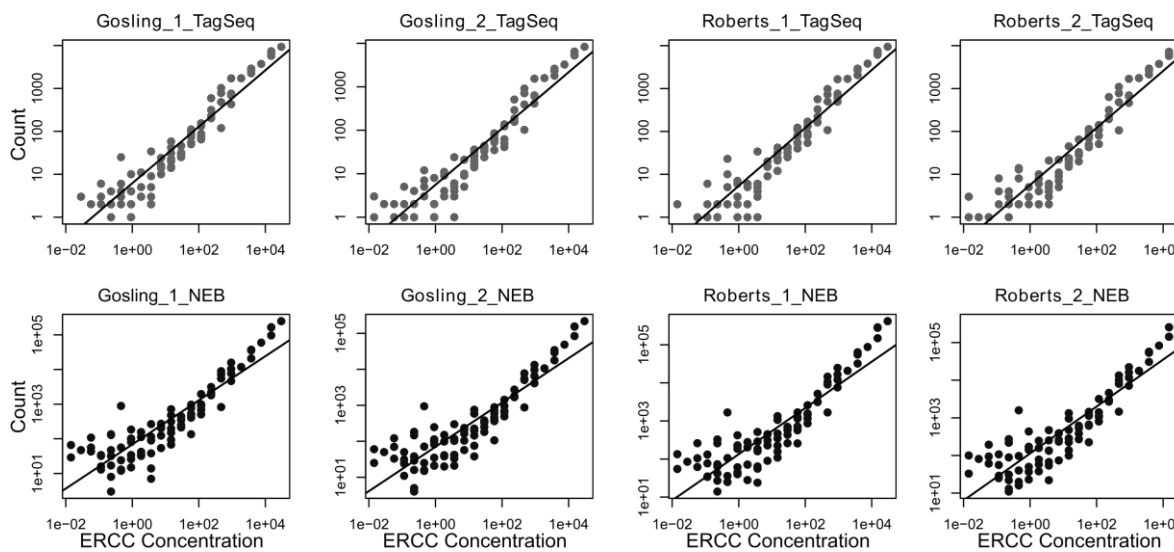 Gosling_1_TagSeq
Gosling_2_TagSeq
Roberts_1_TagSeq
Roberts_2_TagSeq
Count
1 10 100 1000
1 10 100 1000
1 10 100 1000
1 10 100 1000
1e−02 1e+00 1e+02 1e+04
1e−02 1e+00 1e+02 1e+04
1e−02 1e+00 1e+02 1e+04
1e−02 1e+00 1e+02
Gosling_1_NEB
Gosling_2_NEB
Roberts_1_NEB
Roberts_2_NEB
Count
1e+01 1e+03 1e+05
1e+01 1e+03 1e+05
1e+01 1e+03 1e+05
1e+01 1e+03 1e+05
1e−02 1e+00 1e+02 1e+04
1e−02 1e+00 1e+02 1e+04
1e−02 1e+00 1e+02 1e+04
1e−02 1e+00 1e+02
ERCC Concentration
ERCC Concentration
ERCC Concentration
ERCC Concentration